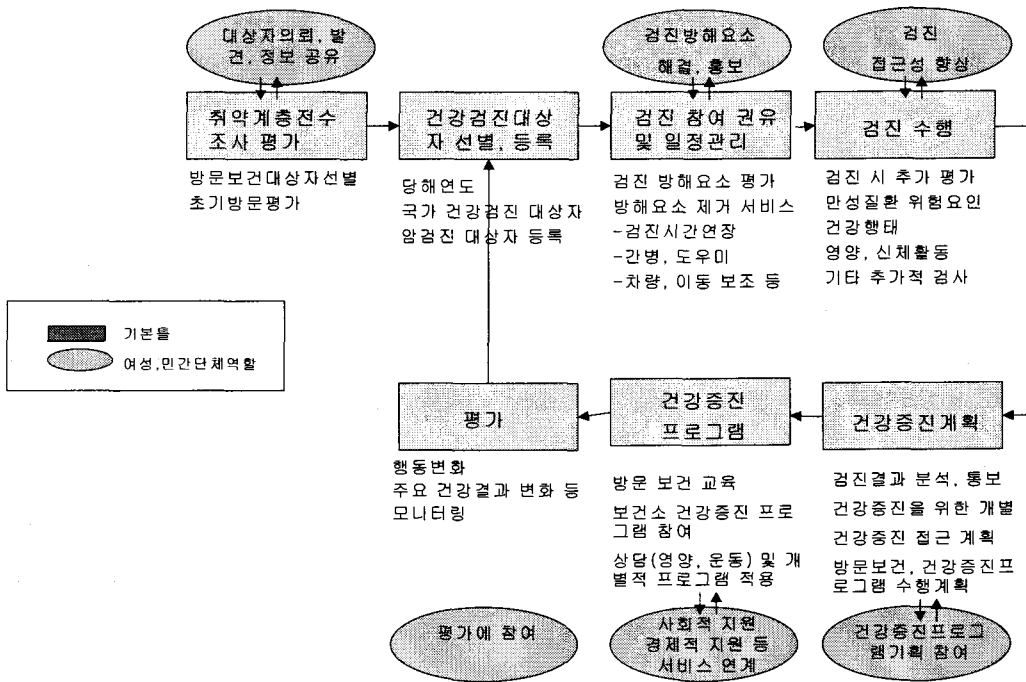 대상자의뢰, 발
견, 정보 공유
검진방해요소
해결, 홍보
검진
접근성 향상
취약계층전수
조사 평가
건강검진대상
자 선별, 등록
검진 참여 권유
및 일정관리
검진 수행
방문보건대상자선별
초기방문평가
당해연도
국가 건강검진 대상자
암검진 대상자 등록
검진 방해요소 평가
방해요소 제거 서비스
-검진시간연장
-간병, 도우미
-차량, 이동 보조 등
검진 시 추가 평가
만성질환 위험요인
건강행태
영양, 신체활동
기타 추가적 검사
기본율
여성,민간단체역할
평가
건강증진
프로그램
건강증진계획
행동변화
주요 건강결과 변화 등
모나터링
방문 보건 교육
보건소 건강증진 프로
그램 참여
상담(영양, 운동) 및 개
별적 프로그램 적용
검진결과 분석, 통보
건강증진을 위한 개별
건강증진 접근 계획
방문보건, 건강증진프
로그램 수행계획
평가에 참여
사회적 지원
경제적 지원 등
서비스 연계
건강증진프로그
램기획 참여